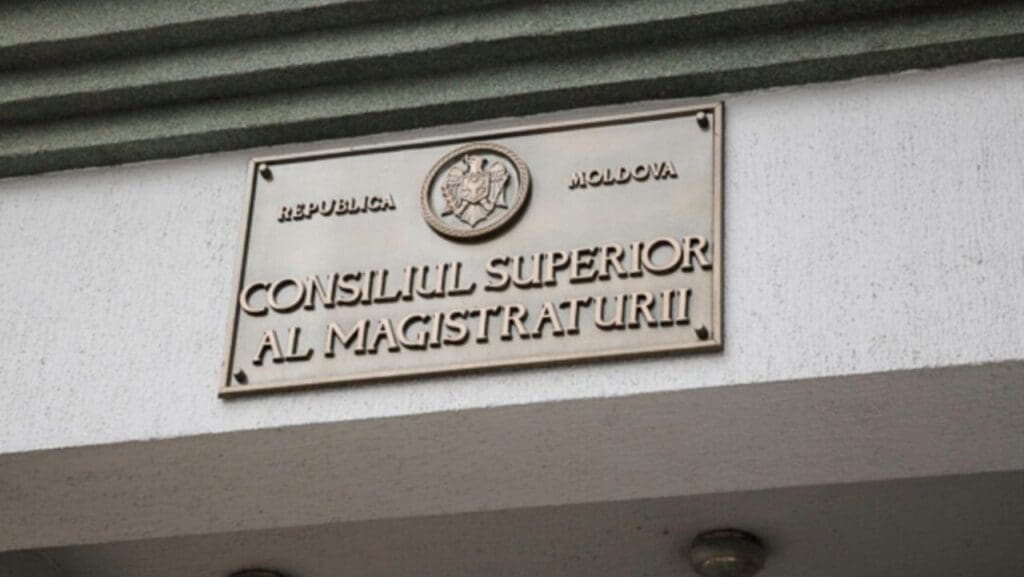 REPUBLICA MOLDOVA
CONSILIUL SUPERIOR
AL MAGISTRATURII